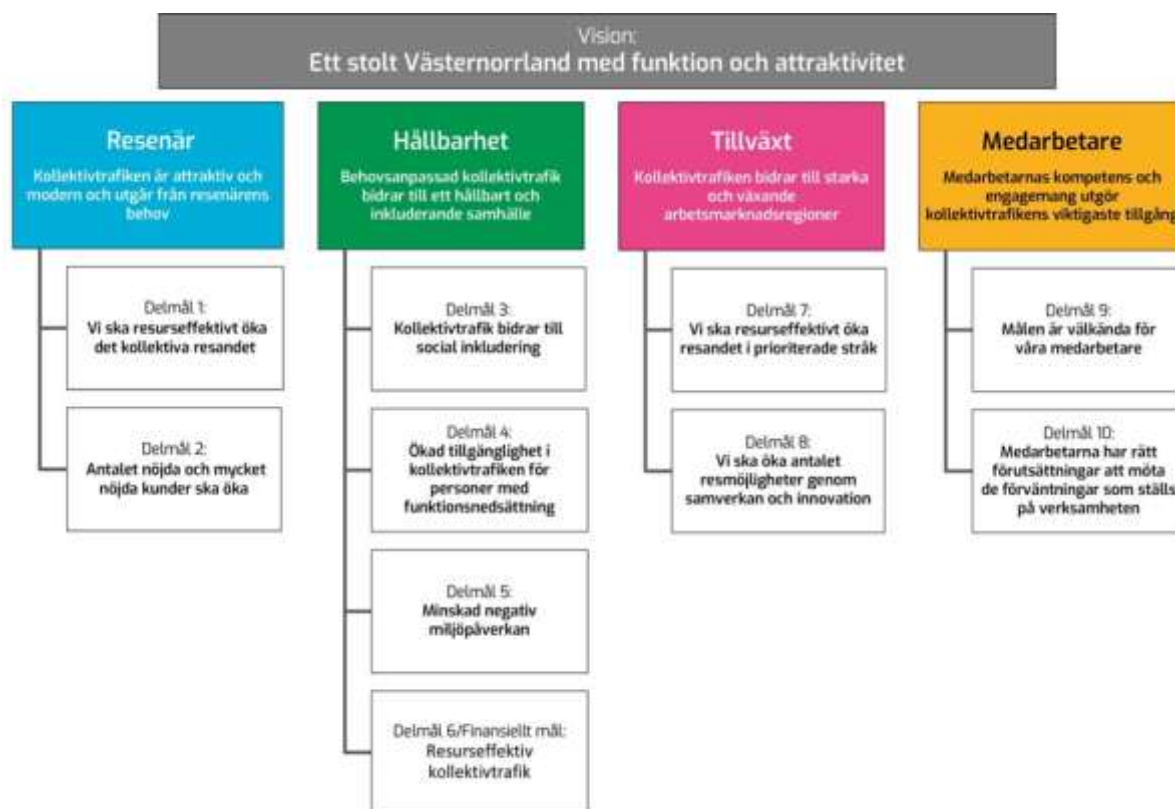 Vision:
Ett stolt Västernorrland med funktion och attraktivitet
Resenär
Kollektivtrafiken är attraktiv och
modern och utgår från resenärens
behov
Delmål 1:
Vi ska resurseffektivt öka
det kollektiva resandet
Delmål 2:
Antalet nöjda och mycket
nöjda kunder ska öka
Hållbarhet
Behovsanpassad kollektivtrafik
bidrar till ett hållbart och
inkluderande samhälle
Delmål 3:
Kollektivtrafik bidrar till
social inkludering
Delmål 4:
Ökad tillgänglighet i
kollektivtrafiken för
personer med
funktionsnedsättning
Delmål 5:
Minskad negativ
miljöpåverkan
Delmål 6/Finansiellt mål:
Resurseffektiv
kollektivtrafik
Tillväxt
Kollektivtrafiken bidrar till starka
och växande
arbetsmarknadsregioner
Delmål 7:
Vi ska resurseffektivt öka
resandet i prioriterade stråk
Delmål 8:
Vi ska öka antalet
resmöjligheter genom
samverkan och innovation
Medarbetare
Medarbetarnas kompetens och
engagemang utgör
kollektivtrafikens viktigaste tillgång
Delmål 9:
Målen är välkända för
våra medarbetare
Delmål 10:
Medarbetarna har rätt
förutsättningar att möta
de förväntningar som ställs
på verksamheten